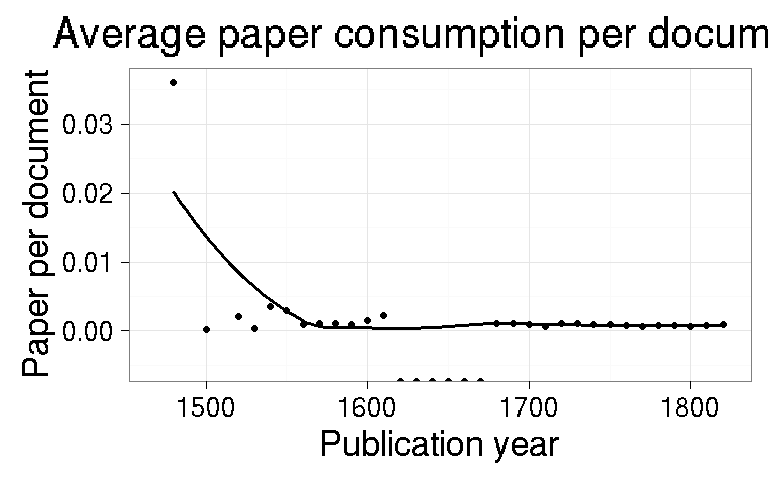 Average paper consumption per docum
Paper per document
0.03
0.02
0.01
0.00
1500 1600 1700 1800
Publication year